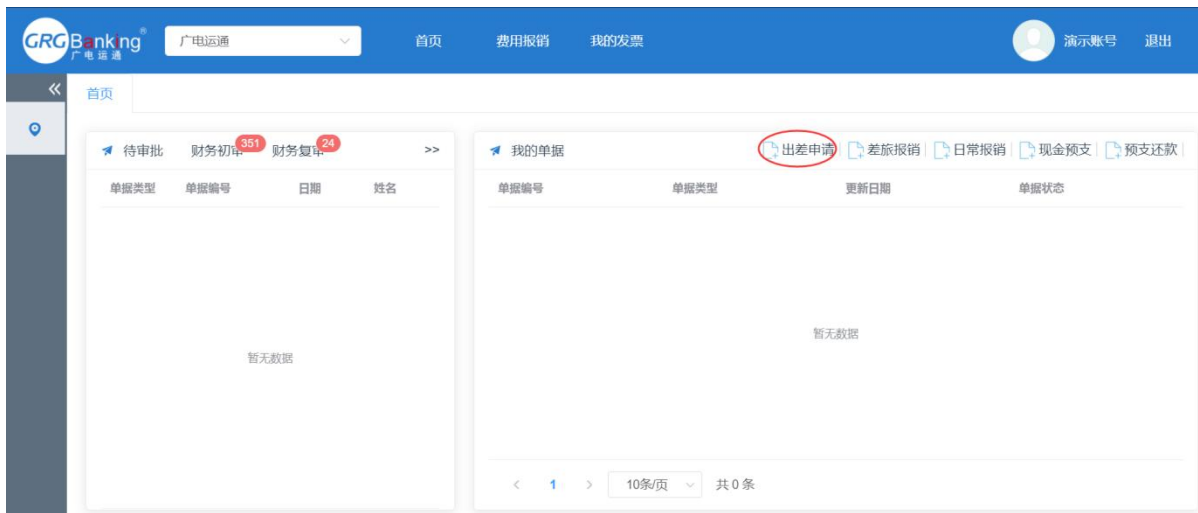 GRGBanking®
广电运通
广电运通
首页 费用报销 我的发票
演示账号 退出
首页
待审批 财务初审 351 财务复审 24 >>
单据类型 单据编号 日期 姓名
暂无数据
我的单据
出差申请 差旅报销 日常报销 现金预支 预支还款
单据编号 单据类型 更新日期 单据状态
暂无数据
< 1 > 10条/页 共 0 条